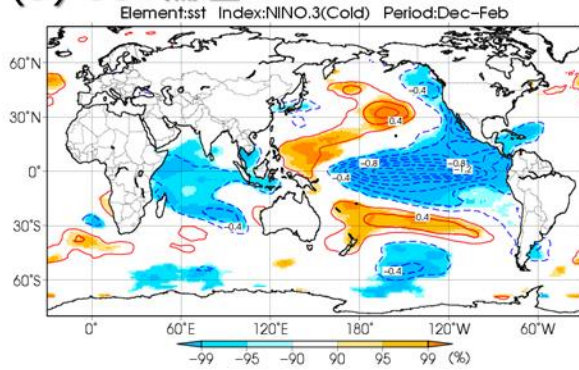 Element:sst Index:NINO.3(Cold) Period:Dec-Feb
60°N
30°N
0°
30°S
60°S
-0.4
0.4
-0.8
-0.8
-0.4
-1.2
0.4
-0.4
-0.4
0° 60°E 120°E 180° 120°W 60°W
-99 -95 -90 90 95 99 (%)